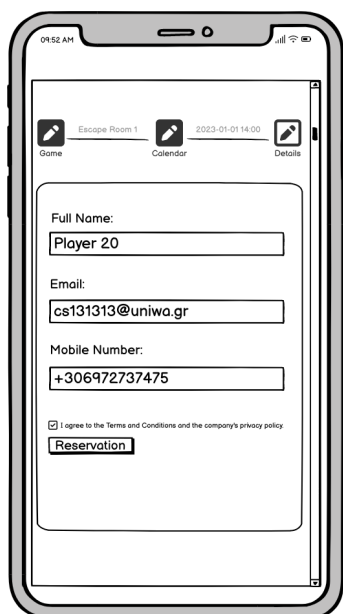 09:52 AM
Escape Room 1
2023-01-01 14:00
Game
Calendar
Details
Full Name:
Player 20
Email:
cs131313@uniwa.gr
Mobile Number:
+306972737475
I agree to the Terms and Conditions and the company's privacy policy.
Reservation